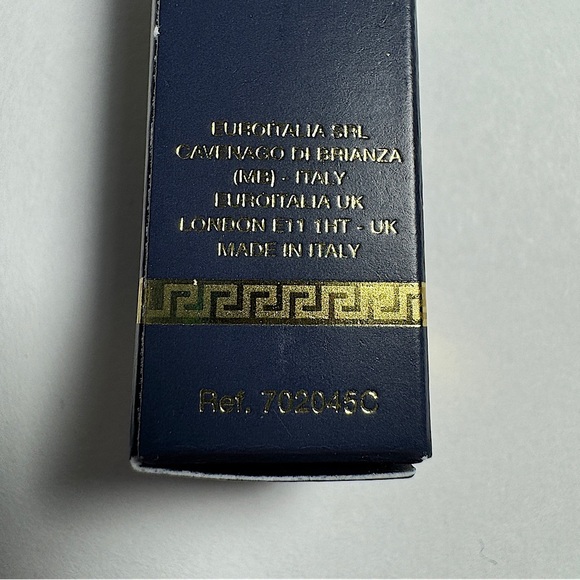 EUROITALIA SRL
CAVENAGO DI BRIANZA
(MB) - ITALY
EUROITALIA UK
LONDON E11 1HT - UK
MADE IN ITALY
Ref. 702045C